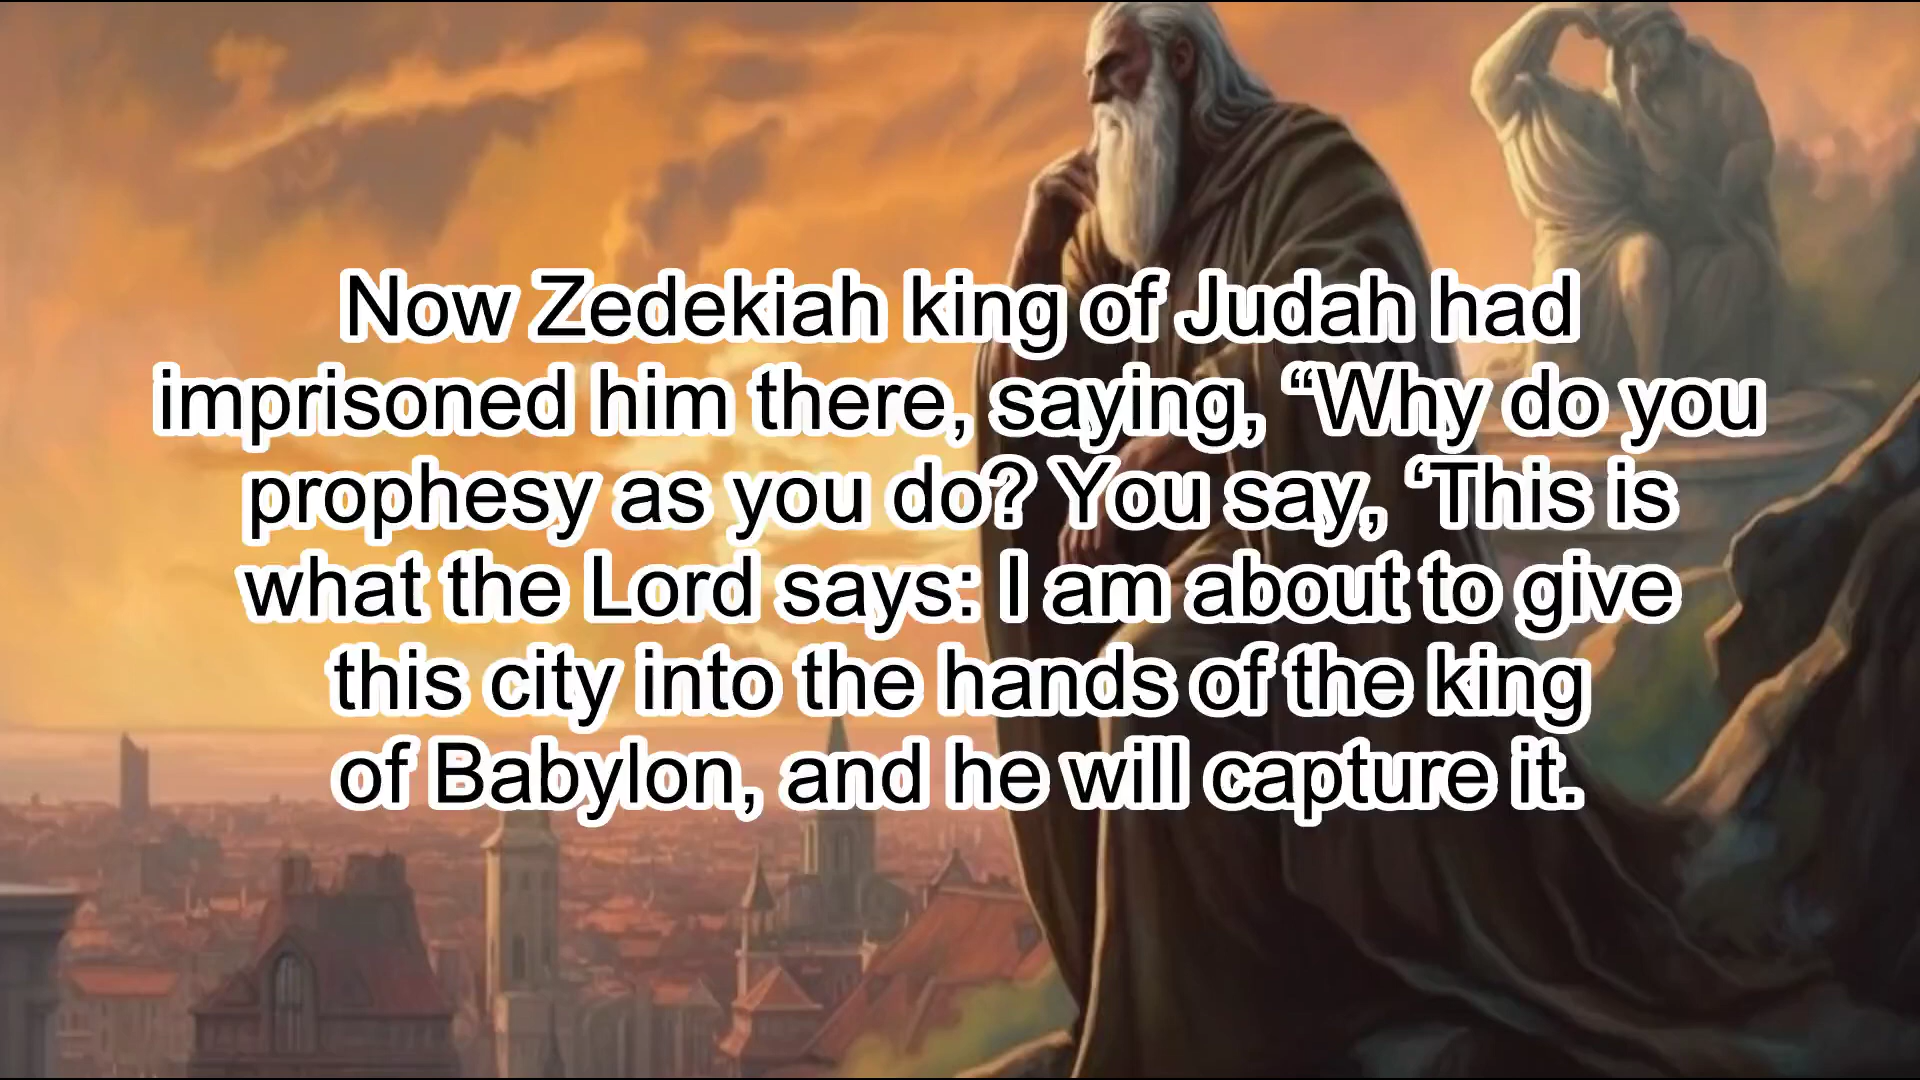 Now Zedekiah king of Judah had
imprisoned him there, saying, “Why do you
prophesy as you do? You say, ‘This is
what the Lord says: I am about to give
this city into the hands of the king
of Babylon, and he will capture it.